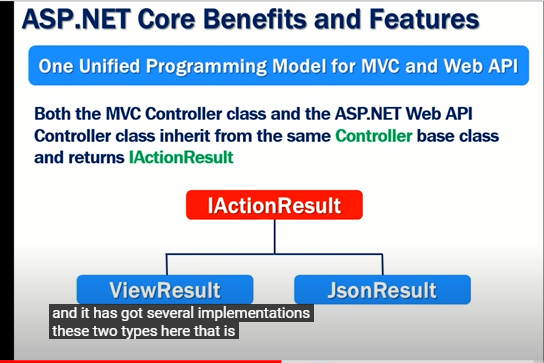 ASP.NET Core Benefits and Features
One Unified Programming Model for MVC and Web API
Both the MVC Controller class and the ASP.NET Web API
Controller class inherit from the same Controller base class
and returns IActionResult
IActionResult
ViewResult JsonResult
and it has got several implementations
these two types here that is